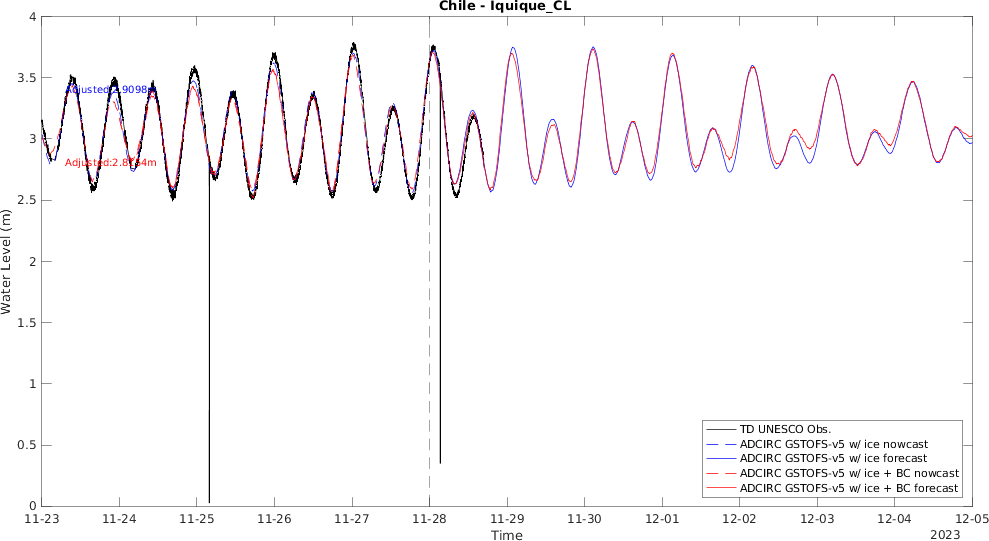 Chile - Iquique_CL
4
3.5
3
2.5
2
1.5
1
0.5
0
Water Level (m)
TD UNESCO Obs.
ADCIRC GSTOFS-v5 w/ ice nowcast
ADCIRC GSTOFS-v5 w/ ice forecast
ADCIRC GSTOFS-v5 w/ ice + BC nowcast
ADCIRC GSTOFS-v5 w/ ice + BC forecast
11-23 11-24 11-25 11-26 11-27 11-28 11-29 11-30 12-01 12-02 12-03 12-04 12-05
Time
2023